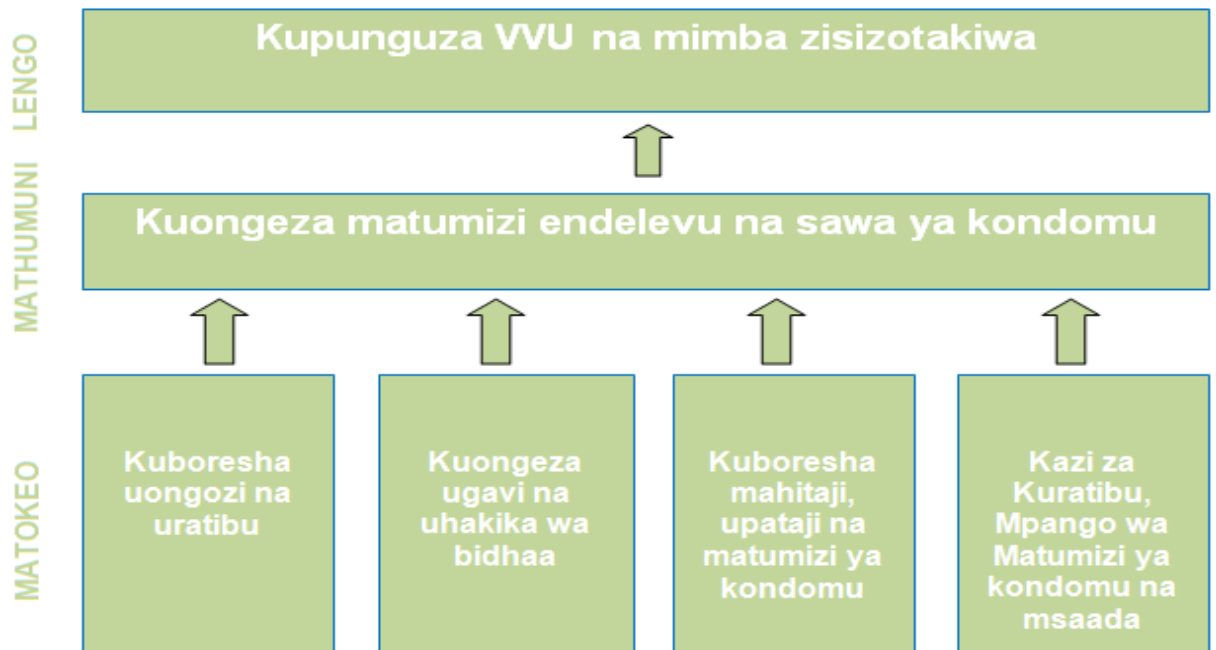 LENGO
Kupunguza VVU na mimba zisizotakiwa
MATHUMUNI
Kuongeza matumizi endelevu na sawa ya kondomu
MATOKEO
Kuboresha
uongozi na
uratibu
Kuongeza
ugavi na
uhakika wa
bidhaa
Kuboresha
mahitaji,
upataji na
matumizi ya
kondomu
Kazi za
Kuratibu,
Mpango wa
Matumizi ya
kondomu na
msaada